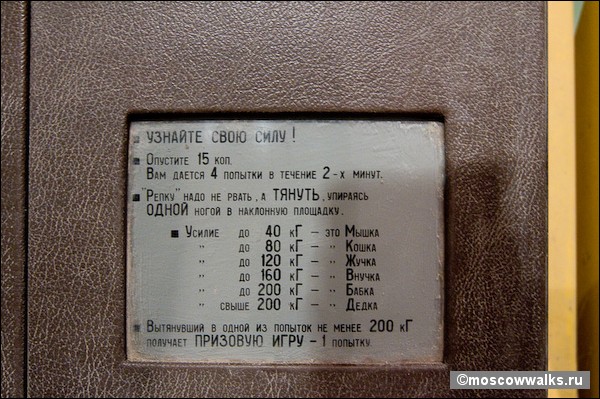 ▪ УЗНАЙТЕ СВОЮ СИЛУ!
▪ ОПУСТИТЕ 15 КОП.
ВАМ ДАЕТСЯ 4 ПОПЫТКИ В ТЕЧЕНИЕ 2-Х МИНУТ.
▪ "РЕПКУ" НАДО НЕ РВАТЬ, А ТЯНУТЬ, УПИРАЯСЬ
ОДНОЙ НОГОЙ В НАКЛОННУЮ ПЛОЩАДКУ.
▪ УСИЛИЕ ДО 40 кГ – ЭТО МЫШКА
" ДО 80 кГ – " КОШКА
" ДО 120 кГ – " ЖУЧКА
" ДО 160 кГ – " ВНУЧКА
" ДО 200 кГ – " БАБКА
" СВЫШЕ 200 кГ – " ДЕДКА
▪ ВЫТЯНУВШИЙ В ОДНОЙ ИЗ ПОПЫТОК НЕ МЕНЕЕ 200 кГ
ПОЛУЧАЕТ ПРИЗОВУЮ ИГРУ – 1 ПОПЫТКУ.
©moscowwalks.ru